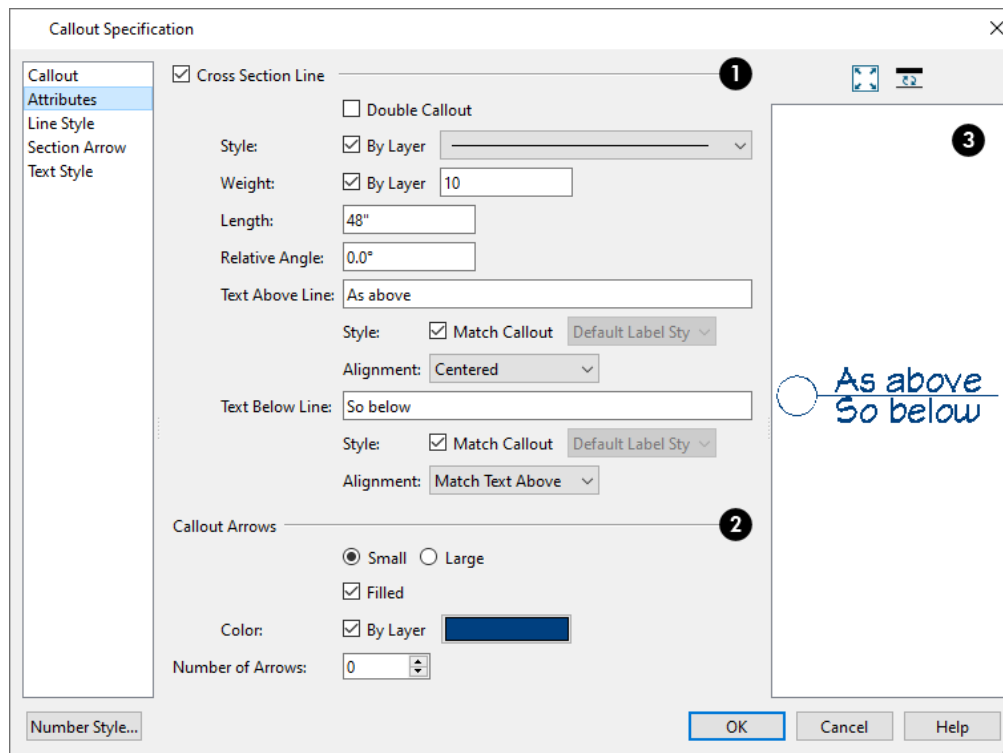 Callout Specification
Callout
Attributes
Line Style
Section Arrow
Text Style
Cross Section Line
1
Double Callout
Style: By Layer
Weight: By Layer 10
Length: 48"
Relative Angle: 0.0°
Text Above Line: As above
Style: Match Callout Default Label Sty
Alignment: Centered
Text Below Line: So below
Style: Match Callout Default Label Sty
Alignment: Match Text Above
Callout Arrows
2
Small Large
Filled
Color: By Layer
Number of Arrows: 0
3
As above
So below
Number Style...
OK Cancel Help